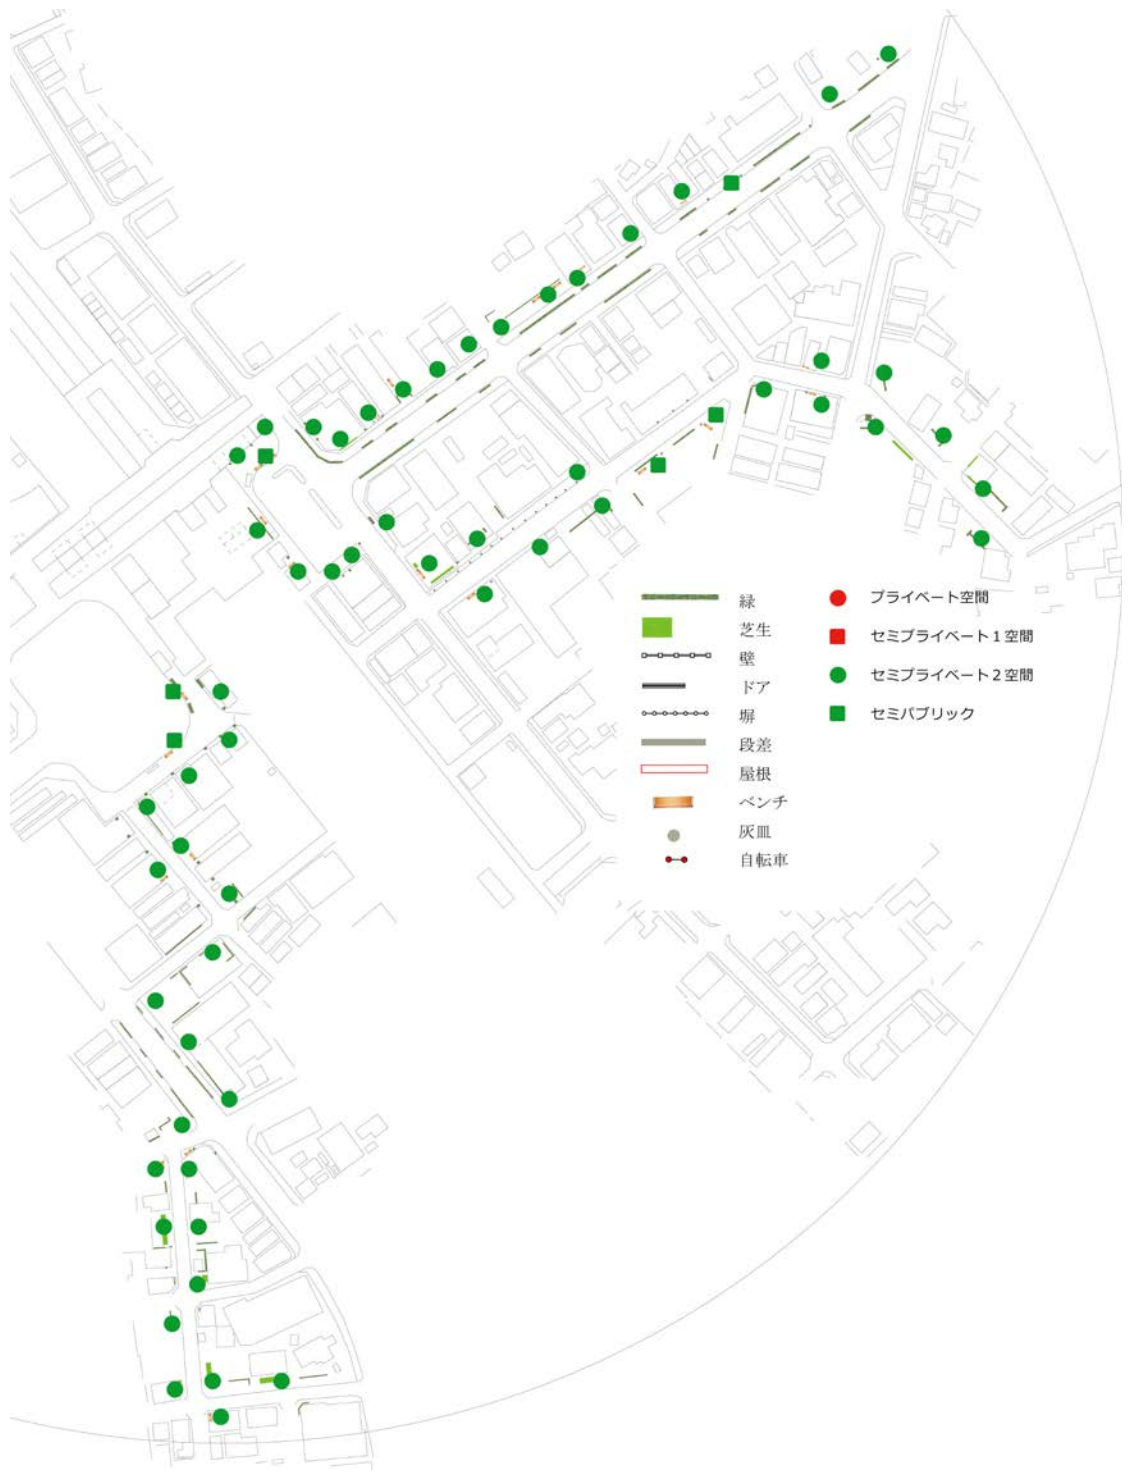 緑
芝生
壁
ドア
塀
段差
屋根
ベンチ
灰皿
自転車
プライベート空間
セミプライベート1空間
セミプライベート2空間
セミパブリック